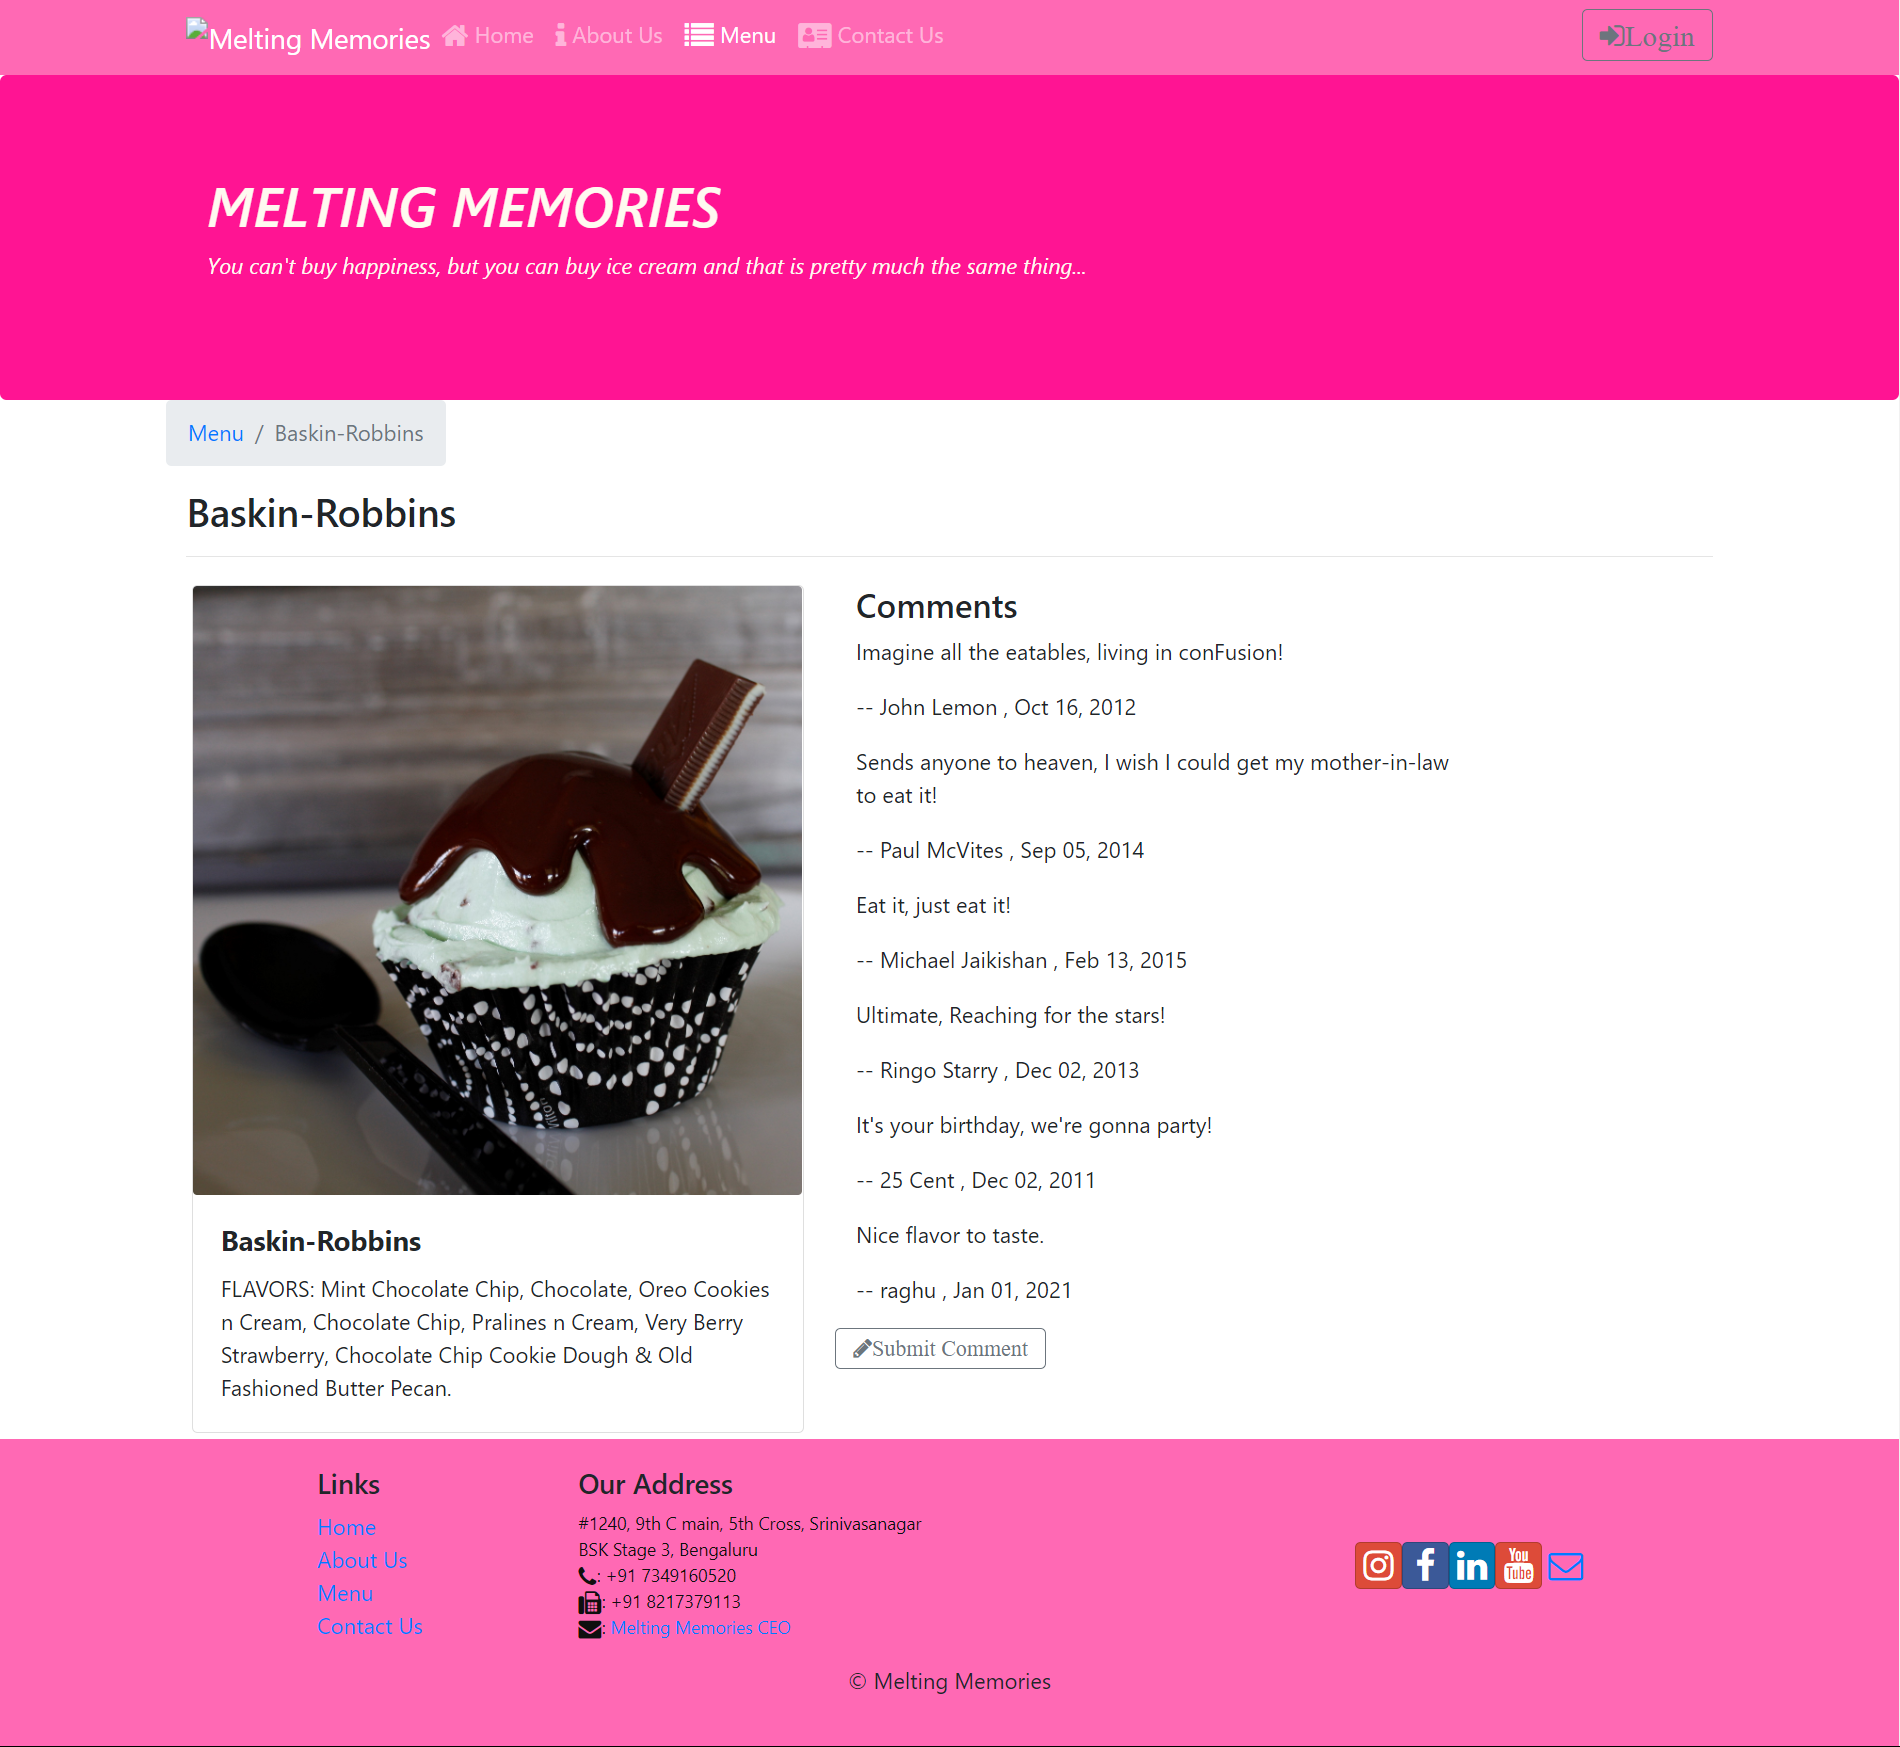 Melting Memories Home About Us Menu Contact Us Login
MELTING MEMORIES
You can't buy happiness, but you can buy ice cream and that is pretty much the same thing...
Menu / Baskin-Robbins
Baskin-Robbins
Baskin-Robbins
FLAVORS: Mint Chocolate Chip, Chocolate, Oreo Cookies
n Cream, Chocolate Chip, Pralines n Cream, Very Berry
Strawberry, Chocolate Chip Cookie Dough & Old
Fashioned Butter Pecan.
Comments
Imagine all the eatables, living in conFusion!
-- John Lemon , Oct 16, 2012
Sends anyone to heaven, I wish I could get my mother-in-law
to eat it!
-- Paul McVites , Sep 05, 2014
Eat it, just eat it!
-- Michael Jaikishan , Feb 13, 2015
Ultimate, Reaching for the stars!
-- Ringo Starry , Dec 02, 2013
It's your birthday, we're gonna party!
-- 25 Cent , Dec 02, 2011
Nice flavor to taste.
-- raghu , Jan 01, 2021
Submit Comment
Links
Home
About Us
Menu
Contact Us
Our Address
#1240, 9th C main, 5th Cross, Srinivasanagar
BSK Stage 3, Bengaluru
: +91 7349160520
: +91 8217379113
: Melting Memories CEO
f in You
Tube
© Melting Memories